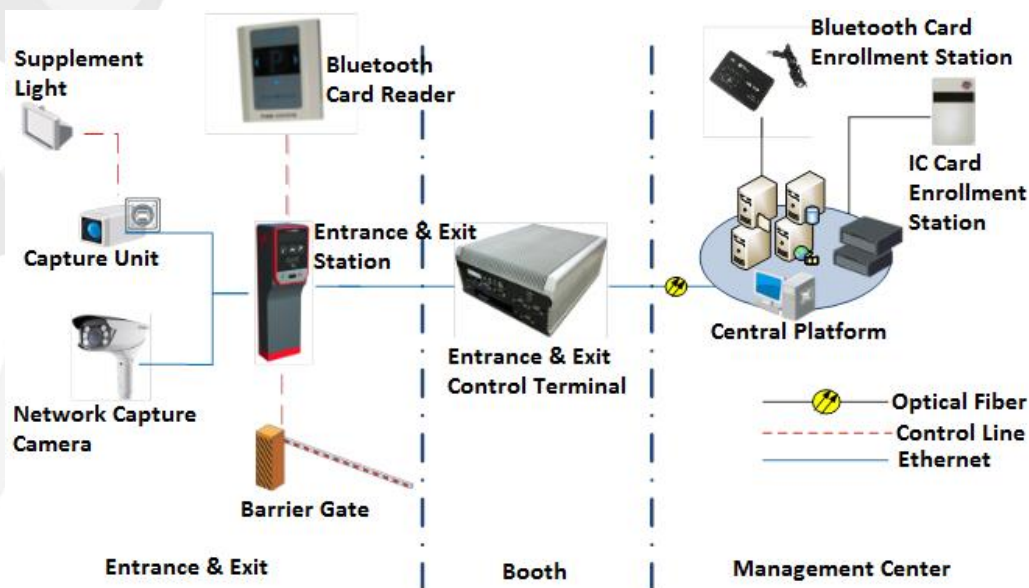 Supplement
Light
Bluetooth
Card Reader
Bluetooth Card
Enrollment Station
IC Card
Enrollment
Station
Capture Unit
Entrance & Exit
Station
Central Platform
Entrance & Exit
Control Terminal
Network Capture
Camera
Optical Fiber
Control Line
Ethernet
Barrier Gate
Entrance & Exit
Booth
Management Center